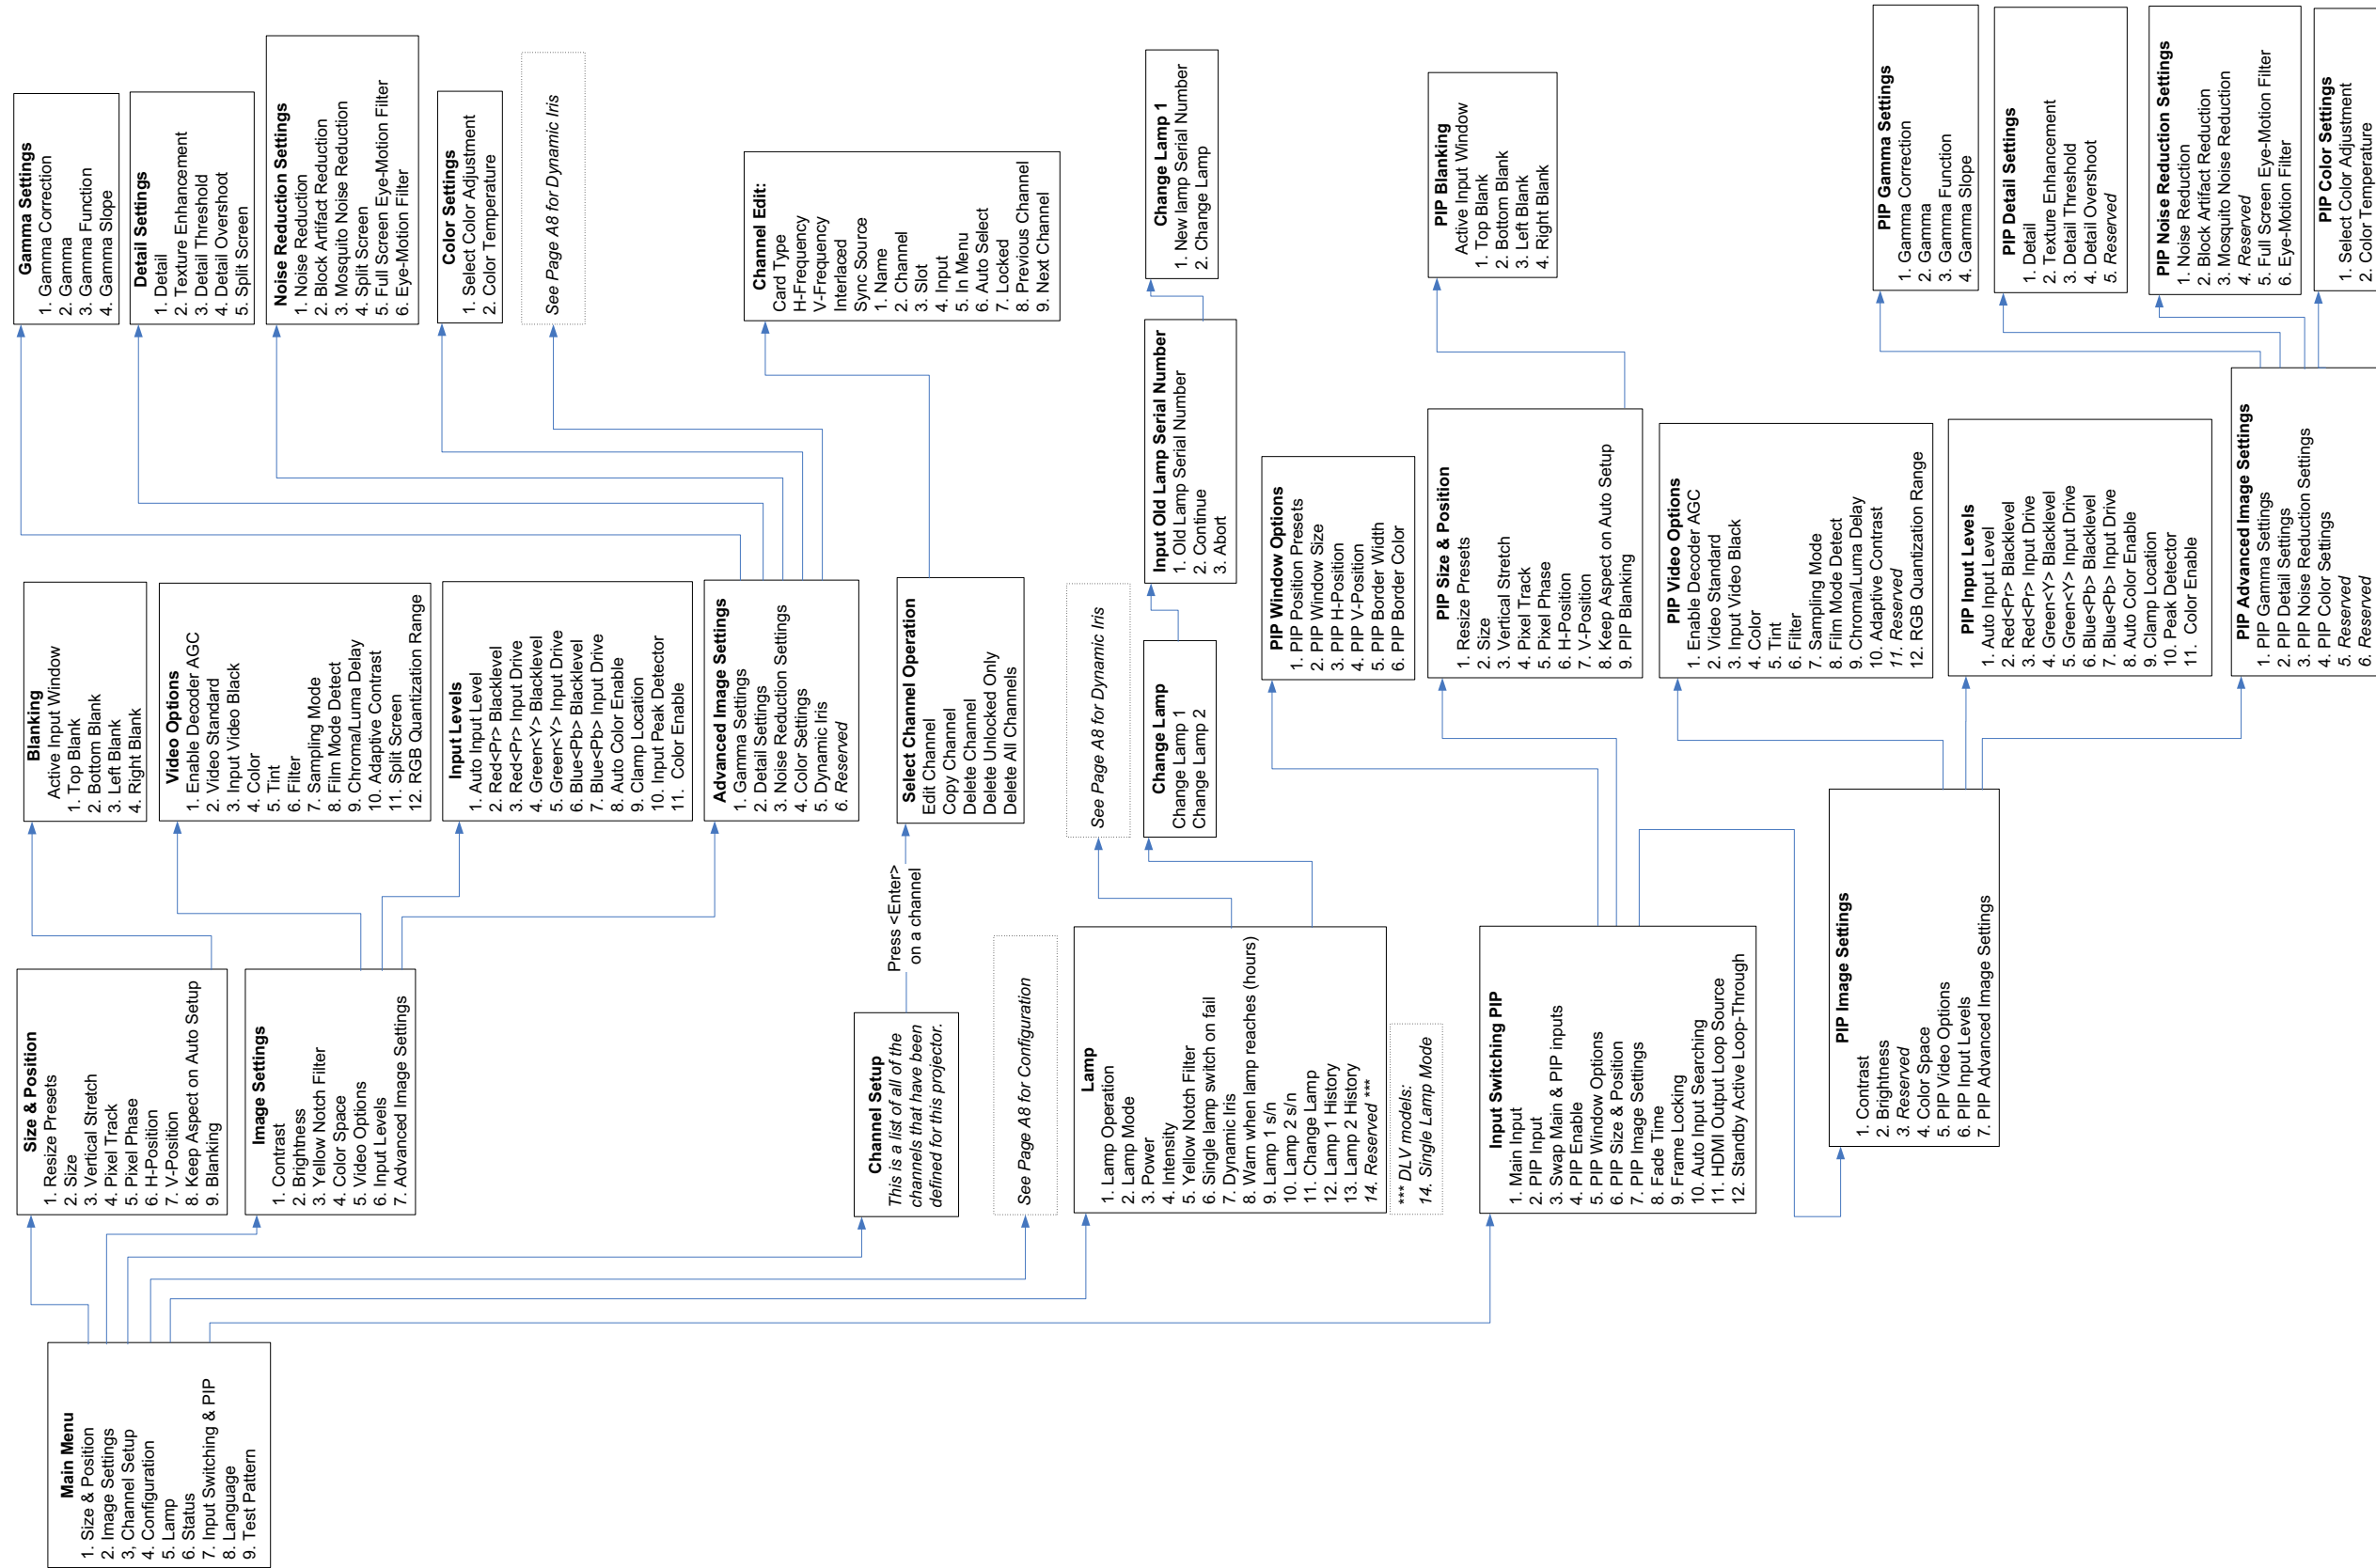 Main Menu
1. Size & Position
2. Image Settings
3, Channel Setup
4. Configuration
5. Lamp
6. Status
7. Input Switching & PIP
8. Language
9. Test Pattern
Size & Position
1. Resize Presets
2. Size
3. Vertical Stretch
4. Pixel Track
5. Pixel Phase
6. H-Position
7. V-Position
8. Keep Aspect on Auto Setup
9. Blanking
Blanking
Active Input Window
1. Top Blank
2. Bottom Blank
3. Left Blank
4. Right Blank
Image Settings
1. Contrast
2. Brightness
3. Yellow Notch Filter
4. Color Space
5. Video Options
6. Input Levels
7. Advanced Image Settings
Video Options
1. Enable Decoder AGC
2. Video Standard
3. Input Video Black
4. Color
5. Tint
6. Filter
7. Sampling Mode
8. Film Mode Detect
9. Chroma/Luma Delay
10. Adaptive Contrast
11. Split Screen
12. RGB Quantization Range
Input Levels
1. Auto Input Level
2. Red<Pr> Blacklevel
3. Red<Pr> Input Drive
4. Green<Y> Blacklevel
5. Green<Y> Input Drive
6. Blue<Pb> Blacklevel
7. Blue<Pb> Input Drive
8. Auto Color Enable
9. Clamp Location
10. Input Peak Detector
11. Color Enable
Advanced Image Settings
1. Gamma Settings
2. Detail Settings
3. Noise Reduction Settings
4. Color Settings
5. Dynamic Iris
6. Reserved
Gamma Settings
1. Gamma Correction
2. Gamma
3. Gamma Function
4. Gamma Slope
Detail Settings
1. Detail
2. Texture Enhancement
3. Detail Threshold
4. Detail Overshoot
5. Split Screen
Noise Reduction Settings
1. Noise Reduction
2. Block Artifact Reduction
3. Mosquito Noise Reduction
4. Split Screen
5. Full Screen Eye-Motion Filter
6. Eye-Motion Filter
Color Settings
1. Select Color Adjustment
2. Color Temperature
See Page A8 for Dynamic Iris
Channel Setup
This is a list of all of the
channels that have been
defined for this projector.
Press <Enter>
on a channel
Select Channel Operation
Edit Channel
Copy Channel
Delete Channel
Delete Unlocked Only
Delete All Channels
Channel Edit:
Card Type
H-Frequency
V-Frequency
Interlaced
Sync Source
1. Name
2. Channel
3. Slot
4. Input
5. In Menu
6. Auto Select
7. Locked
8. Previous Channel
9. Next Channel
See Page A8 for Configuration
Lamp
1. Lamp Operation
2. Lamp Mode
3. Power
4. Intensity
5. Yellow Notch Filter
6. Single lamp switch on fail
7. Dynamic Iris
8. Warn when lamp reaches (hours)
9. Lamp 1 s/n
10. Lamp 2 s/n
11. Change Lamp
12. Lamp 1 History
13. Lamp 2 History
14. Reserved ***
*** DLV models:
14. Single Lamp Mode
See Page A8 for Dynamic Iris
Change Lamp
Change Lamp 1
Change Lamp 2
Input Old Lamp Serial Number
1. Old Lamp Serial Number
2. Continue
3. Abort
Change Lamp 1
1. New lamp Serial Number
2. Change Lamp
Input Switching PIP
1. Main Input
2. PIP Input
3. Swap Main & PIP inputs
4. PIP Enable
5. PIP Window Options
6. PIP Size & Position
7. PIP Image Settings
8. Fade Time
9. Frame Locking
10. Auto Input Searching
11. HDMI Output Loop Source
12. Standby Active Loop-Through
PIP Window Options
1. PIP Position Presets
2. PIP Window Size
3. PIP H-Position
4. PIP V-Position
5. PIP Border Width
6. PIP Border Color
PIP Size & Position
1. Resize Presets
2. Size
3. Vertical Stretch
4. Pixel Track
5. Pixel Phase
6. H-Position
7. V-Position
8. Keep Aspect on Auto Setup
9. PIP Blanking
PIP Blanking
Active Input Window
1. Top Blank
2. Bottom Blank
3. Left Blank
4. Right Blank
PIP Image Settings
1. Contrast
2. Brightness
3. Reserved
4. Color Space
5. PIP Video Options
6. PIP Input Levels
7. PIP Advanced Image Settings
PIP Video Options
1. Enable Decoder AGC
2. Video Standard
3. Input Video Black
4. Color
5. Tint
6. Filter
7. Sampling Mode
8. Film Mode Detect
9. Chroma/Luma Delay
10. Adaptive Contrast
11. Reserved
12. RGB Quantization Range
PIP Input Levels
1. Auto Input Level
2. Red<Pr> Blacklevel
3. Red<Pr> Input Drive
4. Green<Y> Blacklevel
5. Green<Y> Input Drive
6. Blue<Pb> Blacklevel
7. Blue<Pb> Input Drive
8. Auto Color Enable
9. Clamp Location
10. Peak Detector
11. Color Enable
PIP Advanced Image Settings
1. PIP Gamma Settings
2. PIP Detail Settings
3. PIP Noise Reduction Settings
4. PIP Color Settings
5. Reserved
6. Reserved
PIP Gamma Settings
1. Gamma Correction
2. Gamma
3. Gamma Function
4. Gamma Slope
PIP Detail Settings
1. Detail
2. Texture Enhancement
3. Detail Threshold
4. Detail Overshoot
5. Reserved
PIP Noise Reduction Settings
1. Noise Reduction
2. Block Artifact Reduction
3. Mosquito Noise Reduction
4. Reserved
5. Full Screen Eye-Motion Filter
6. Eye-Motion Filter
PIP Color Settings
1. Select Color Adjustment
2. Color Temperature